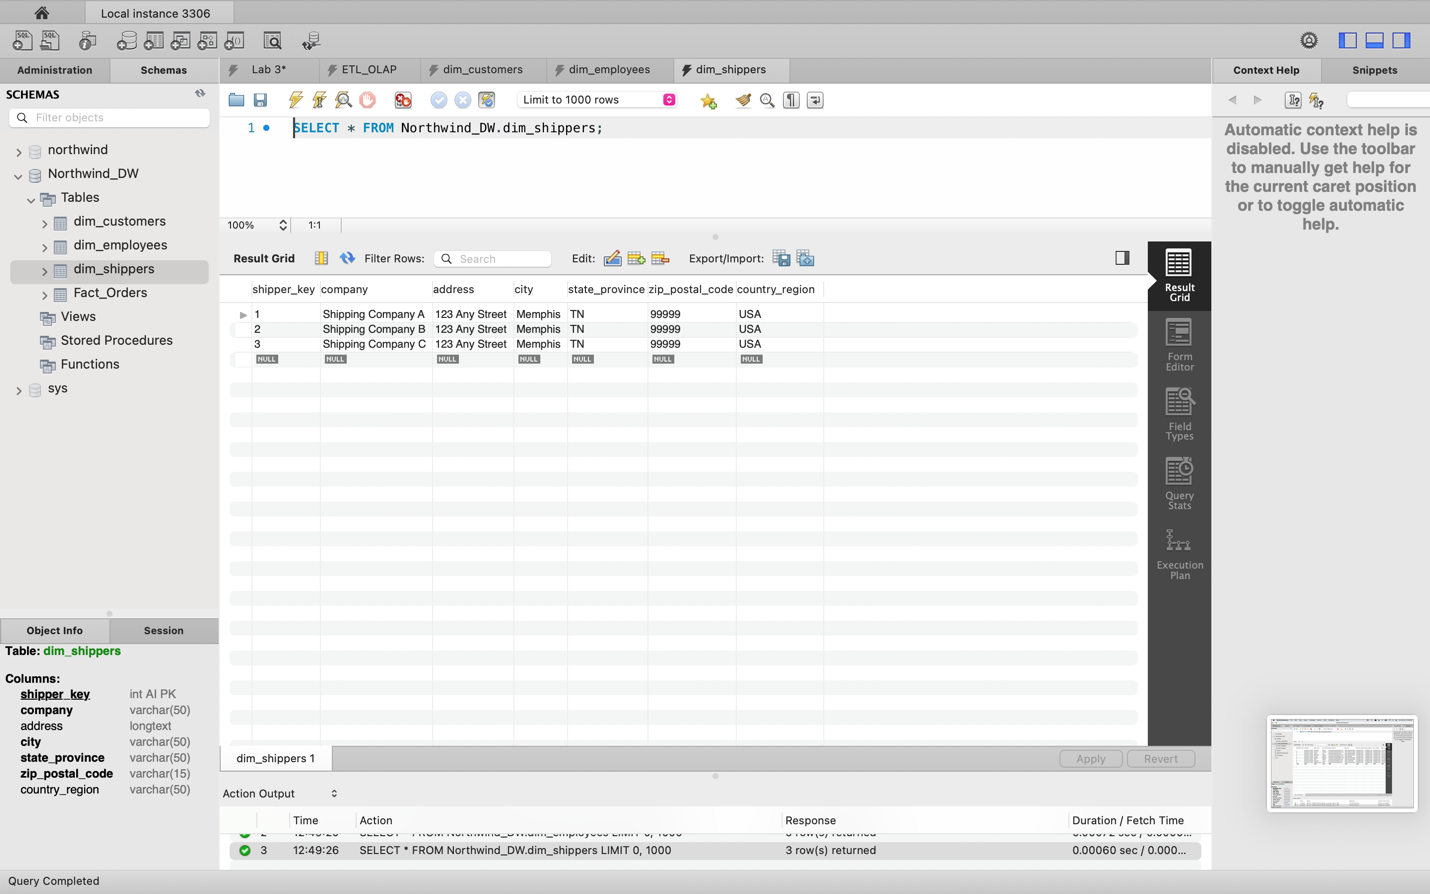 Local instance 3306
Administration
Schemas
Lab 3*
ETL_OLAP
dim_customers
dim_employees
dim_shippers
Context Help
Snippets
SCHEMAS
Filter objects
northwind
Northwind_DW
Tables
dim_customers
dim_employees
dim_shippers
Fact_Orders
Views
Stored Procedures
Functions
sys
Limit to 1000 rows
1
SELECT * FROM Northwind_DW.dim_shippers;
100%
1:1
Automatic context help is
disabled. Use the toolbar
to manually get help for
the current caret position
or to toggle automatic
help.
Result Grid
Filter Rows:
Search
Edit:
Export/Import:
shipper_key company address city state_province zip_postal_code country_region
1 Shipping Company A 123 Any Street Memphis TN 99999 USA
2 Shipping Company B 123 Any Street Memphis TN 99999 USA
3 Shipping Company C 123 Any Street Memphis TN 99999 USA
NULL NULL NULL NULL NULL NULL NULL
Result
Grid
Form
Editor
Field
Types
Query
Stats
Execution
Plan
Object Info
Session
Table: dim_shippers
Columns:
shipper_key int AI PK
company varchar(50)
address longtext
city varchar(50)
state_province varchar(50)
zip_postal_code varchar(15)
country_region varchar(50)
dim_shippers 1
Apply
Revert
Action Output
Time Action Response Duration / Fetch Time
3 12:49:26 SELECT * FROM Northwind_DW.dim_shippers LIMIT 0, 1000 3 row(s) returned 0.00060 sec / 0.000...
Query Completed